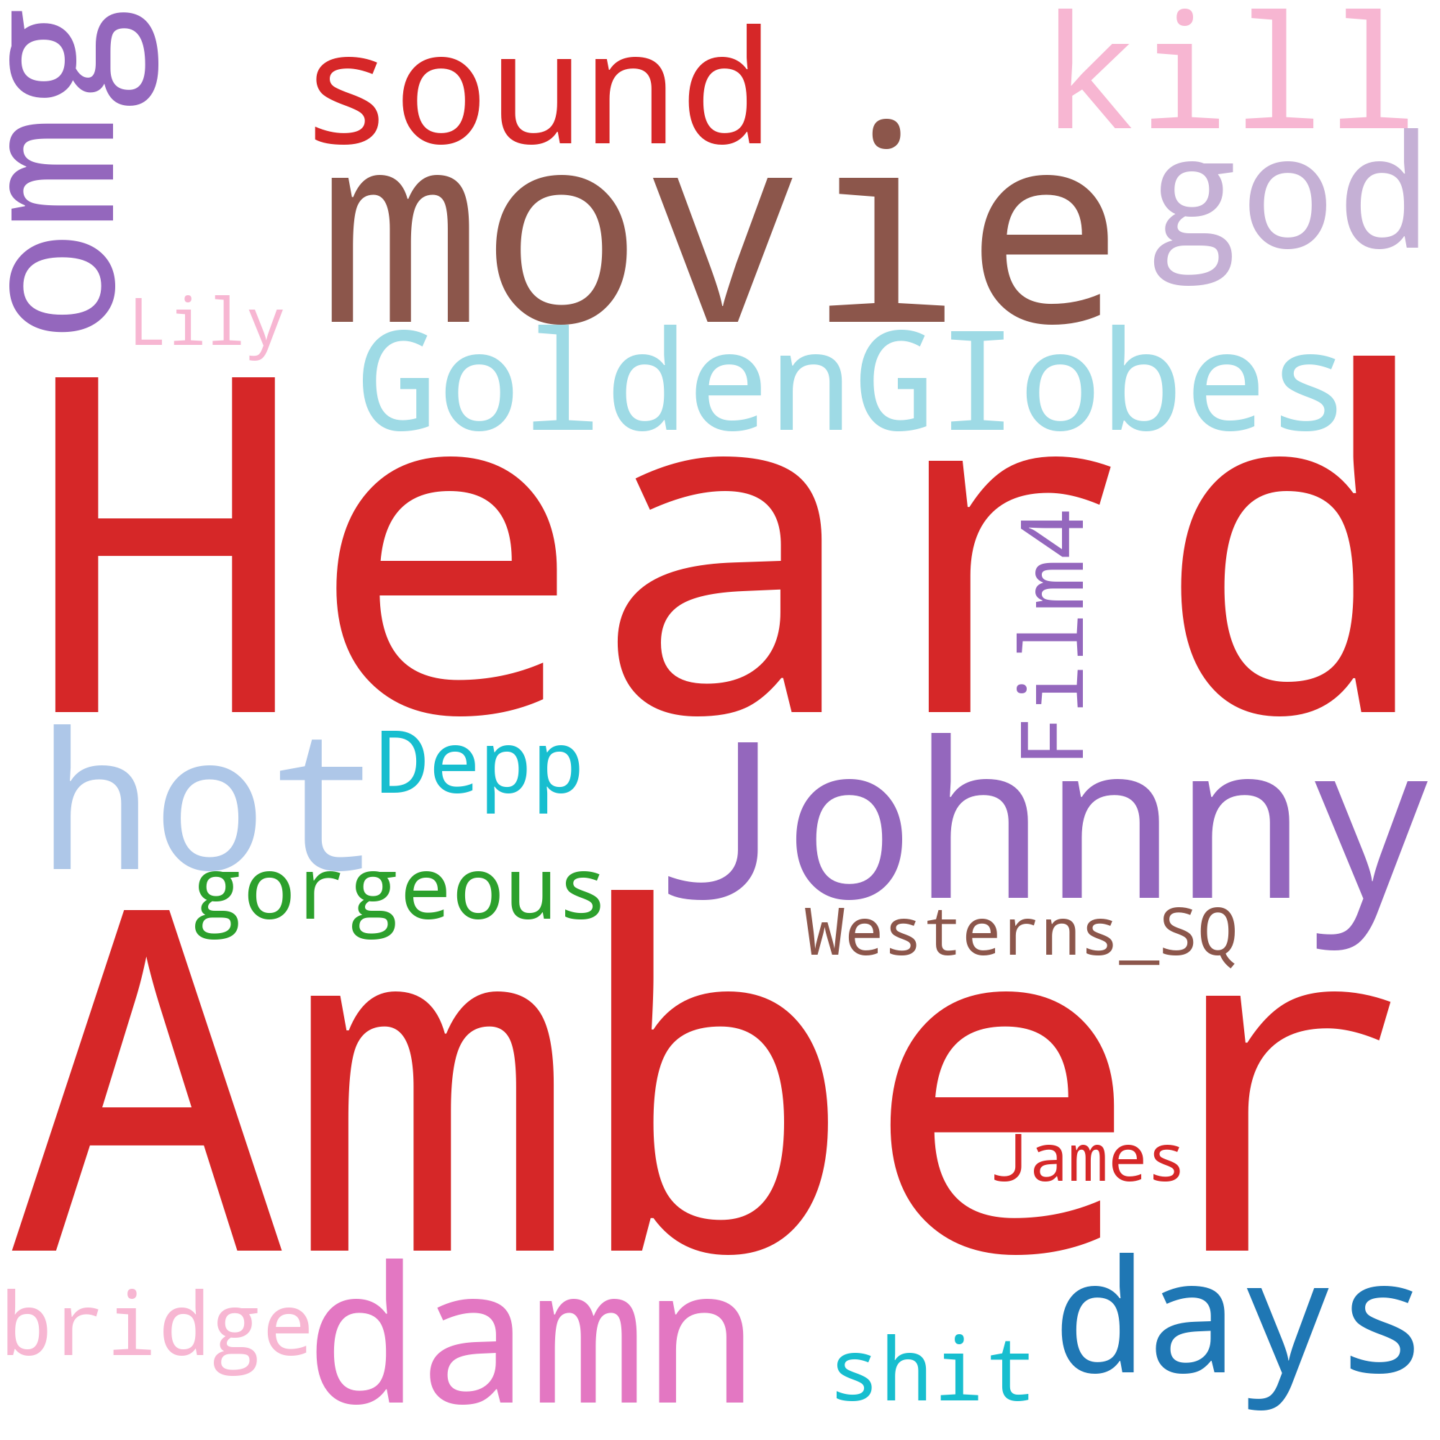 omg
sound
kill
movie
god
Lily
GoldenGIobes
Heard
Film4
hot
Depp
Johnny
gorgeous
Westerns_SQ
Amber
James
bridge
damn
shit
days